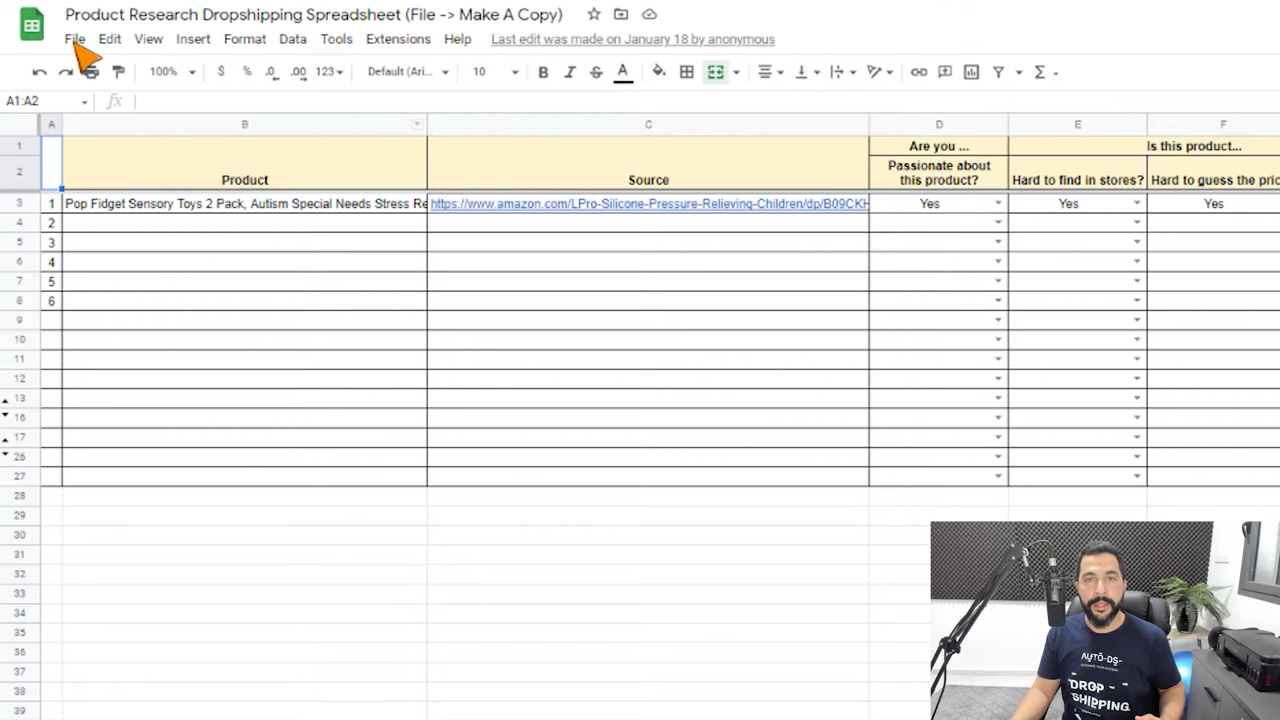 Product Research Dropshipping Spreadsheet (File -> Make A Copy)
File Edit View Insert Format Data Tools Extensions Help Last edit was made on January 18 by anonymous
100% $ % .0 .00 123 Default (Ari... 10 B I S A Σ
A1:A2 fx
A B C D E F
1 Are you ... Is this product...
2 Product Source Passionate about this product? Hard to find in stores? Hard to guess the pric
3 1 Pop Fidget Sensory Toys 2 Pack, Autism Special Needs Stress Re https://www.amazon.com/LPro-Silicone-Pressure-Relieving-Children/dp/B09CKH Yes Yes Yes
4 2
5 3
6 4
7 5
8 6
9
10
11
12
13
16
17
26
27
28
29
30
31
32
33
34
35
36
37
38
39
AUTO-DS
DROP
SHIPPING